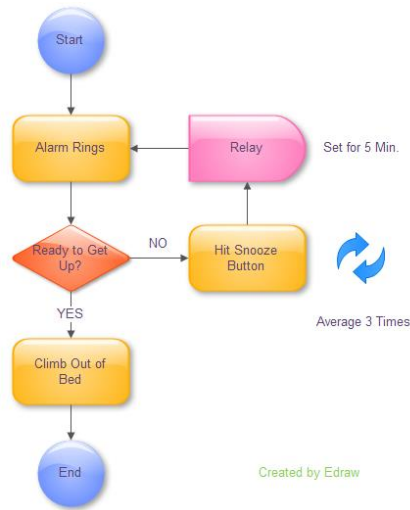 Start
Alarm Rings
Relay
Set for 5 Min.
Ready to Get
Up?
NO
Hit Snooze
Button
YES
Average 3 Times
Climb Out of
Bed
End
Created by Edraw